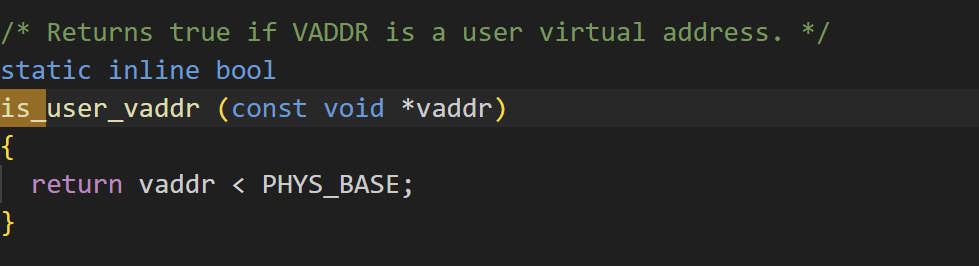 /* Returns true if VADDR is a user virtual address. */
static inline bool
is_user_vaddr (const void *vaddr)
{
  return vaddr < PHYS_BASE;
}